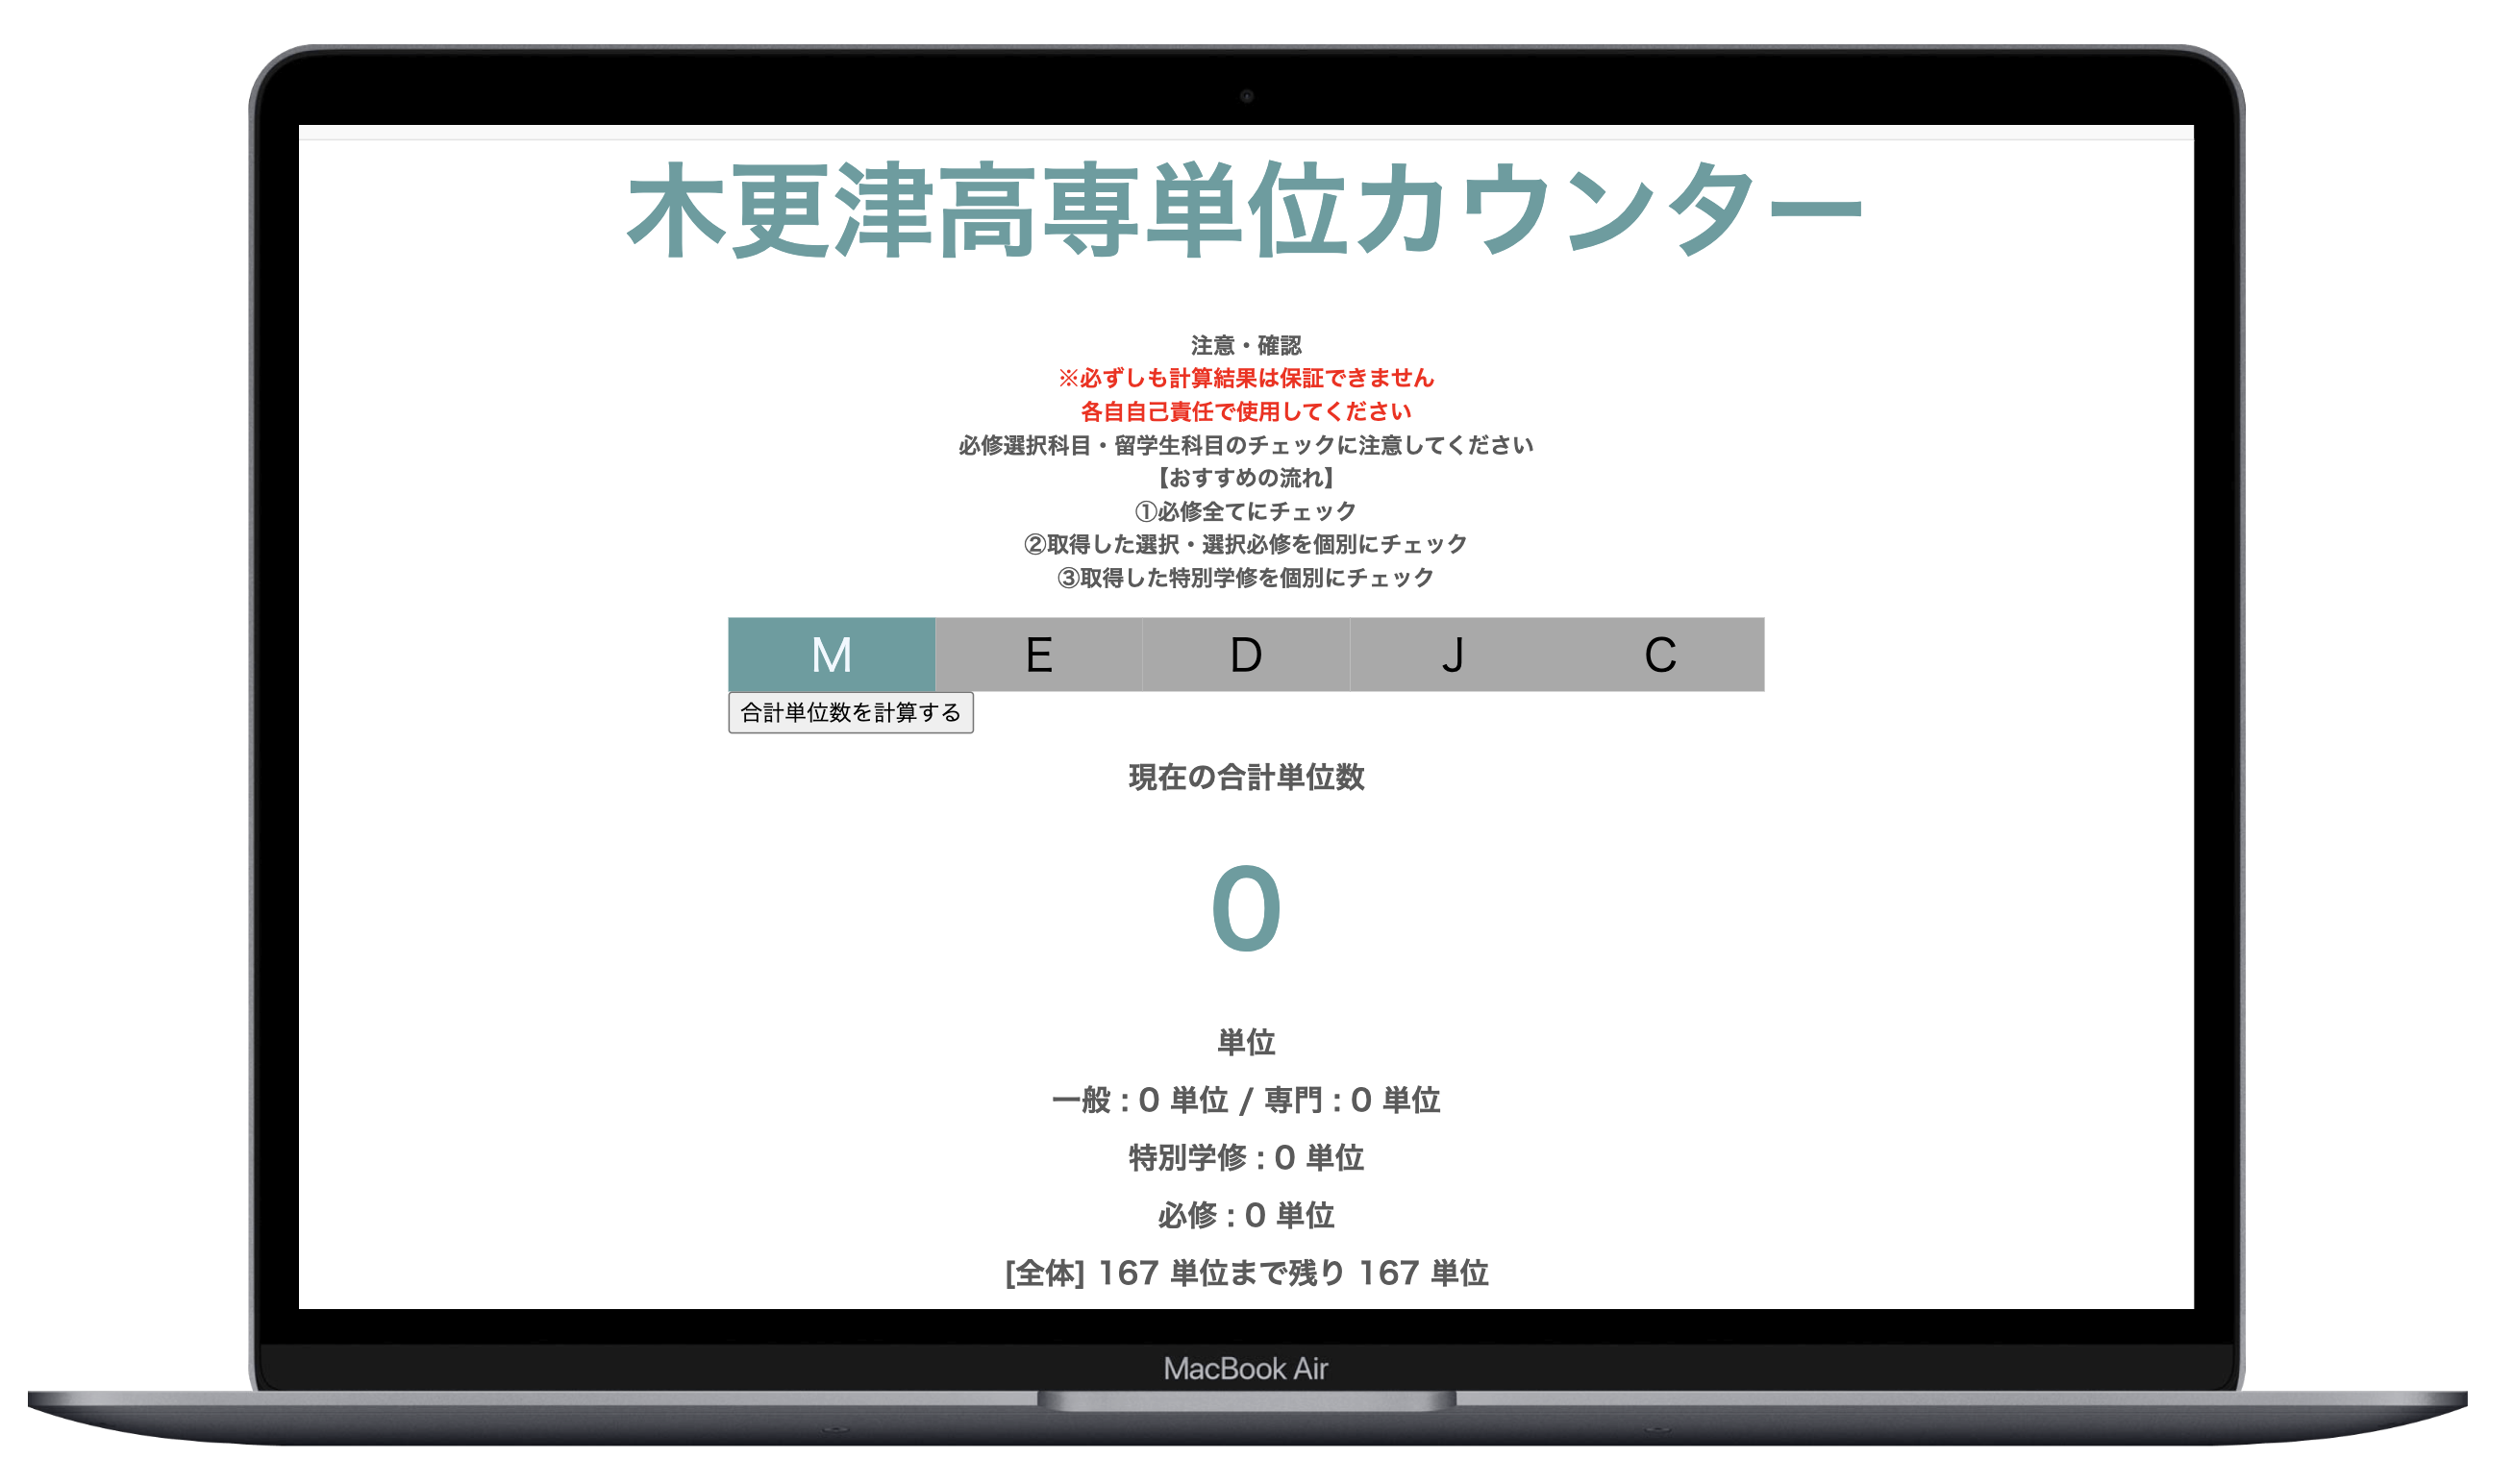 木更津高専単位カウンター
注意・確認
※必ずしも計算結果は保証できません
各自自己責任で使用してください
必修選択科目・留学生科目のチェックに注意してください
【おすすめの流れ】
①必修全てにチェック
②取得した選択・選択必修を個別にチェック
③取得した特別学修を個別にチェック
M E D J C
合計単位数を計算する
現在の合計単位数
0
単位
一般 : 0 単位 / 専門 : 0 単位
特別学修 : 0 単位
必修 : 0 単位
[全体] 167 単位まで残り 167 単位
MacBook Air